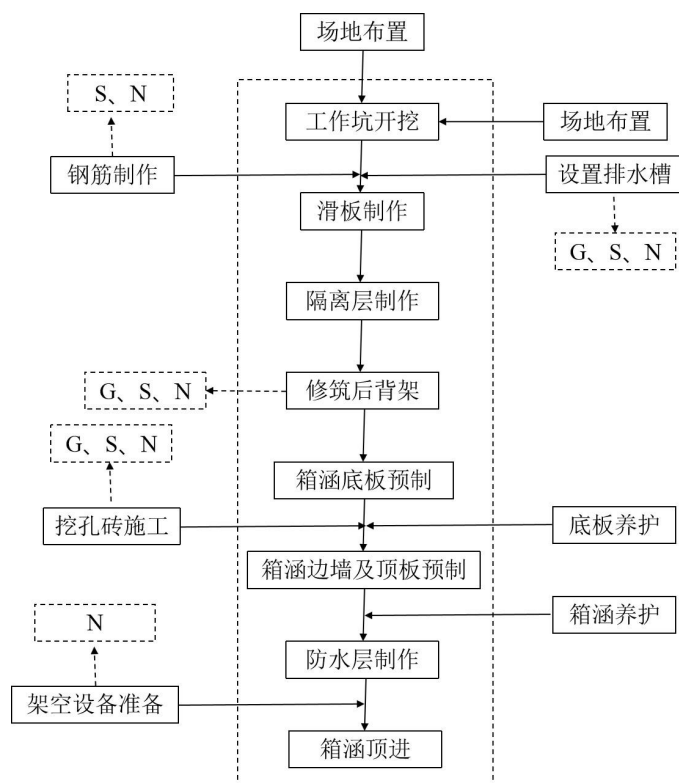 场地布置
S、N
工作坑开挖
场地布置
钢筋制作
设置排水槽
滑板制作
G、S、N
隔离层制作
G、S、N
修筑后背架
G、S、N
箱涵底板预制
挖孔砖施工
底板养护
箱涵边墙及顶板预制
N
箱涵养护
防水层制作
架空设备准备
箱涵顶进